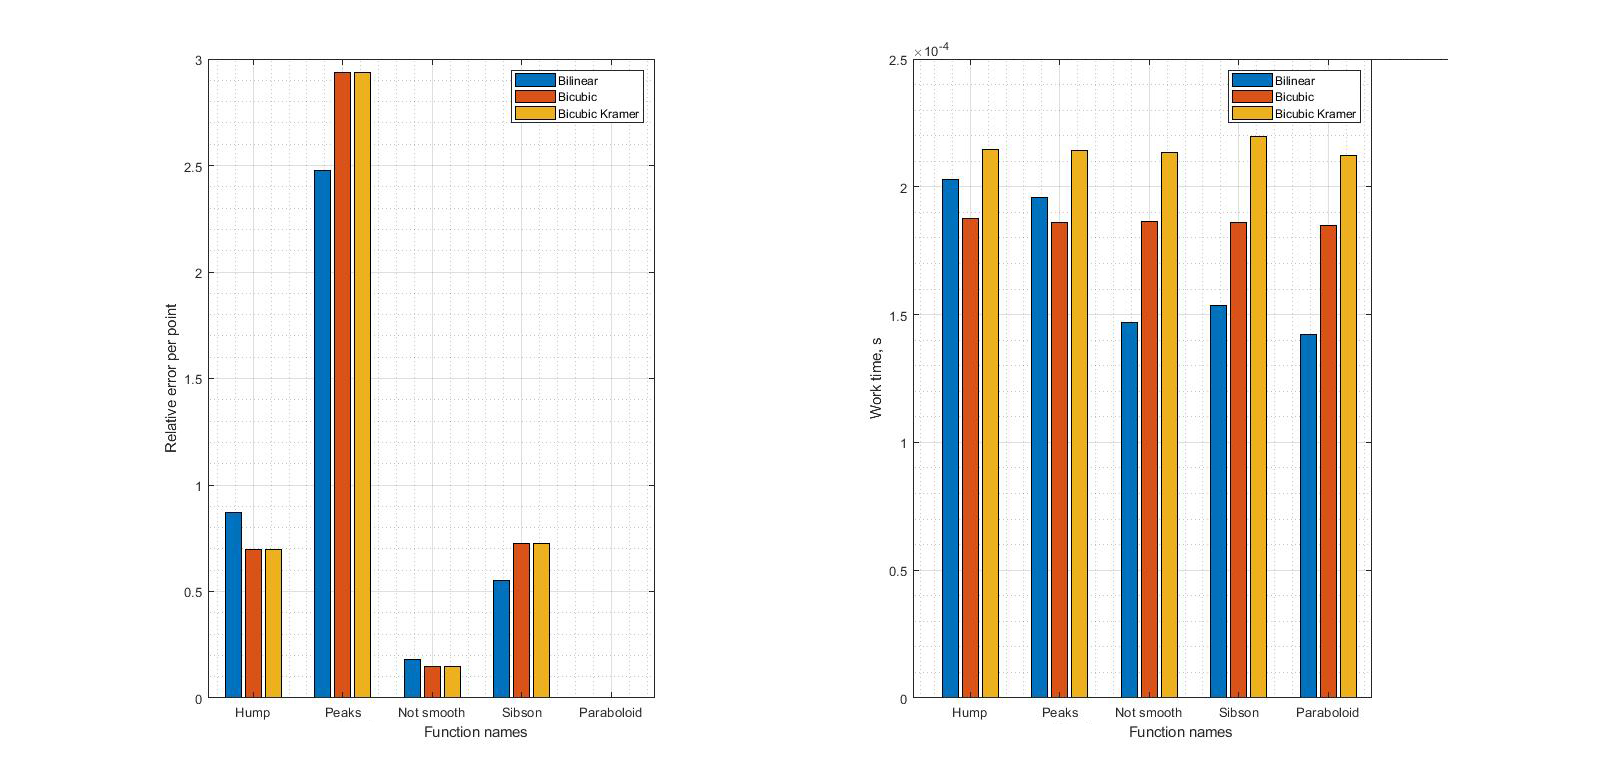 3
2.5
2
1.5
1
0.5
0
Relative error per point
Bilinear
Bicubic
Bicubic Kramer
Hump Peaks Not smooth Sibson Paraboloid
Function names
×10-4
2.5
2
1.5
1
0.5
0
Work time, s
Bilinear
Bicubic
Bicubic Kramer
Hump Peaks Not smooth Sibson Paraboloid
Function names